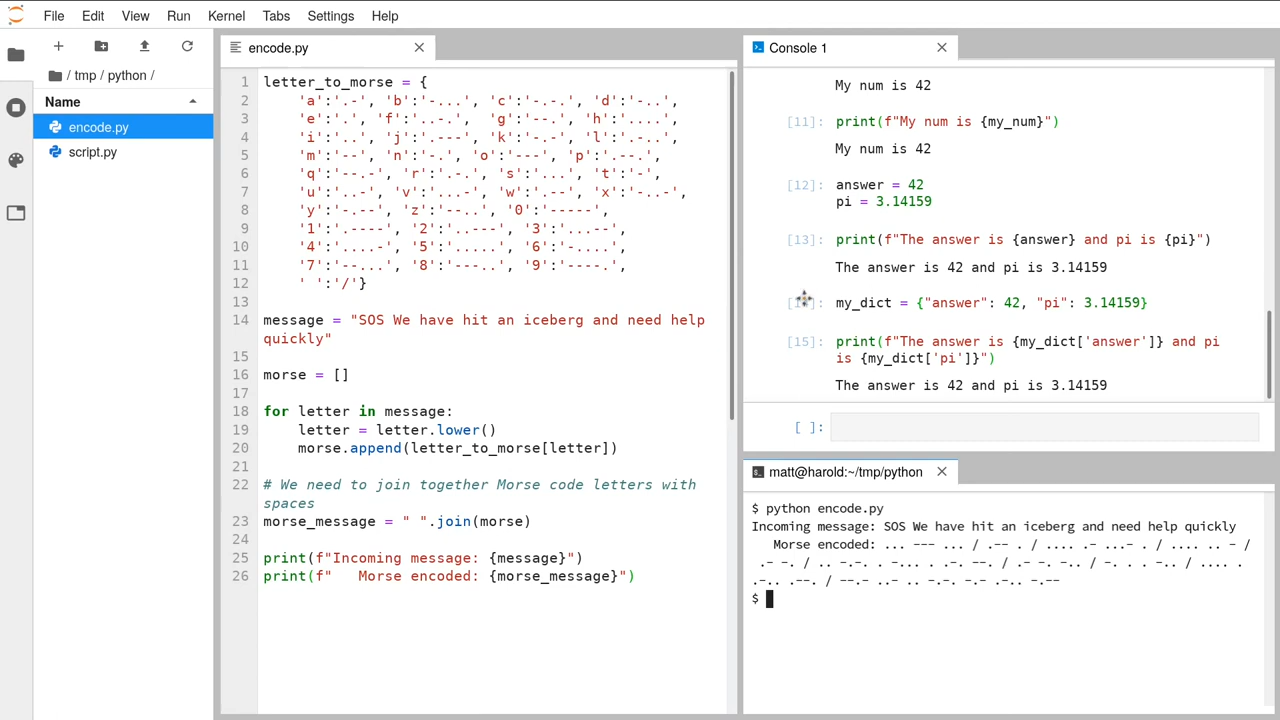 File Edit View Run Kernel Tabs Settings Help
/ tmp / python /
Name
encode.py
script.py
encode.py
1 letter_to_morse = {
2     'a':'.-', 'b':'-...', 'c':'-.-.', 'd':'-..',
3     'e':'.', 'f':'..-.', 'g':'--.', 'h':'....',
4     'i':'..', 'j':'.---', 'k':'-.-', 'l':'.-..',
5     'm':'--', 'n':'-.', 'o':'---', 'p':'.--.',
6     'q':'--.-', 'r':'.-.', 's':'...', 't':'-',
7     'u':'..-', 'v':'...-', 'w':'.--', 'x':'-..-',
8     'y':'-.--', 'z':'--..', '0':'-----',
9     '1':'.----', '2':'..---', '3':'...--',
10     '4':'....-', '5':'.....', '6':'-....',
11     '7':'--...', '8':'---..', '9':'----.',
12     ' ':'/'}
13
14 message = "SOS We have hit an iceberg and need help
quickly"
15
16 morse = []
17
18 for letter in message:
19     letter = letter.lower()
20     morse.append(letter_to_morse[letter])
21
22 # We need to join together Morse code letters with
spaces
23 morse_message = " ".join(morse)
24
25 print(f"Incoming message: {message}")
26 print(f"   Morse encoded: {morse_message}")
Console 1
My num is 42
[11]: print(f"My num is {my_num}")
My num is 42
[12]: answer = 42
pi = 3.14159
[13]: print(f"The answer is {answer} and pi is {pi}")
The answer is 42 and pi is 3.14159
my_dict = {"answer": 42, "pi": 3.14159}
[15]: print(f"The answer is {my_dict['answer']} and pi
is {my_dict['pi']}")
The answer is 42 and pi is 3.14159
[ ]:
matt@harold:~/tmp/python
$ python encode.py
Incoming message: SOS We have hit an iceberg and need help quickly
   Morse encoded: ... --- ... / .-- . / .... .- ...- . / .... .. - /
 .- -. / .. -.-. . -... . .-. --. / .- -. -.. / -. . . -.. / .... .
.-.. .--. / --.- ..- .. -.-. -.- .-.. -.--
$